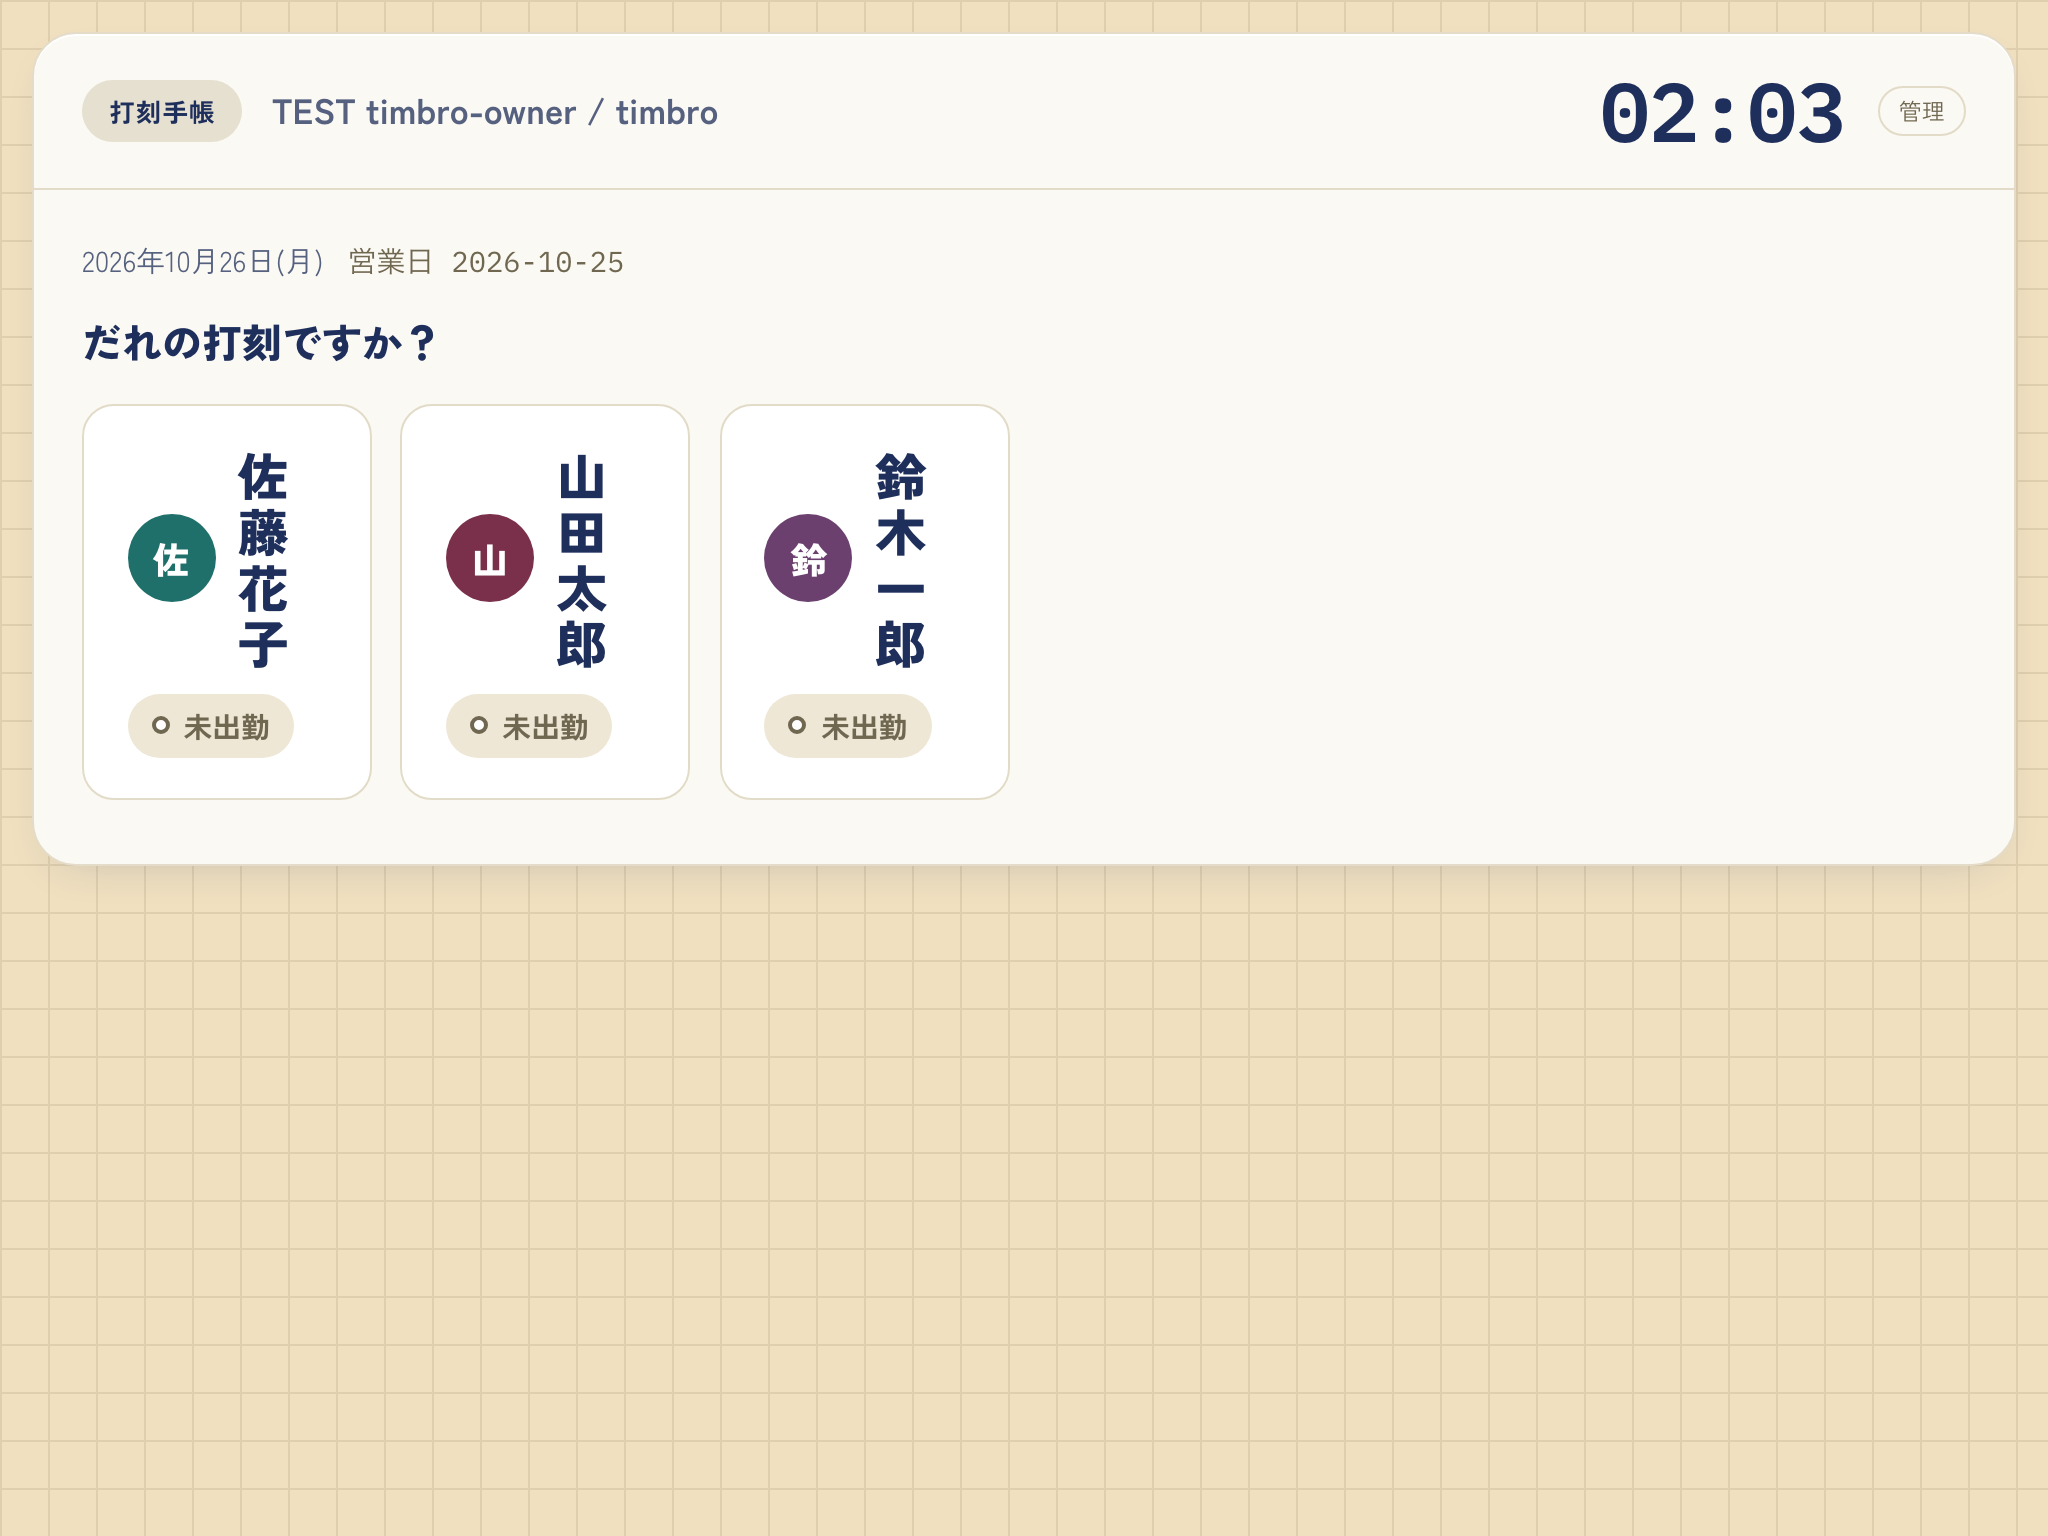 打刻手帳 TEST timbro-owner / timbro 02:03 管理
2026年10月26日(月) 営業日 2026-10-25
だれの打刻ですか？
佐
佐藤花子
未出勤
山
山田太郎
未出勤
鈴
鈴木一郎
未出勤